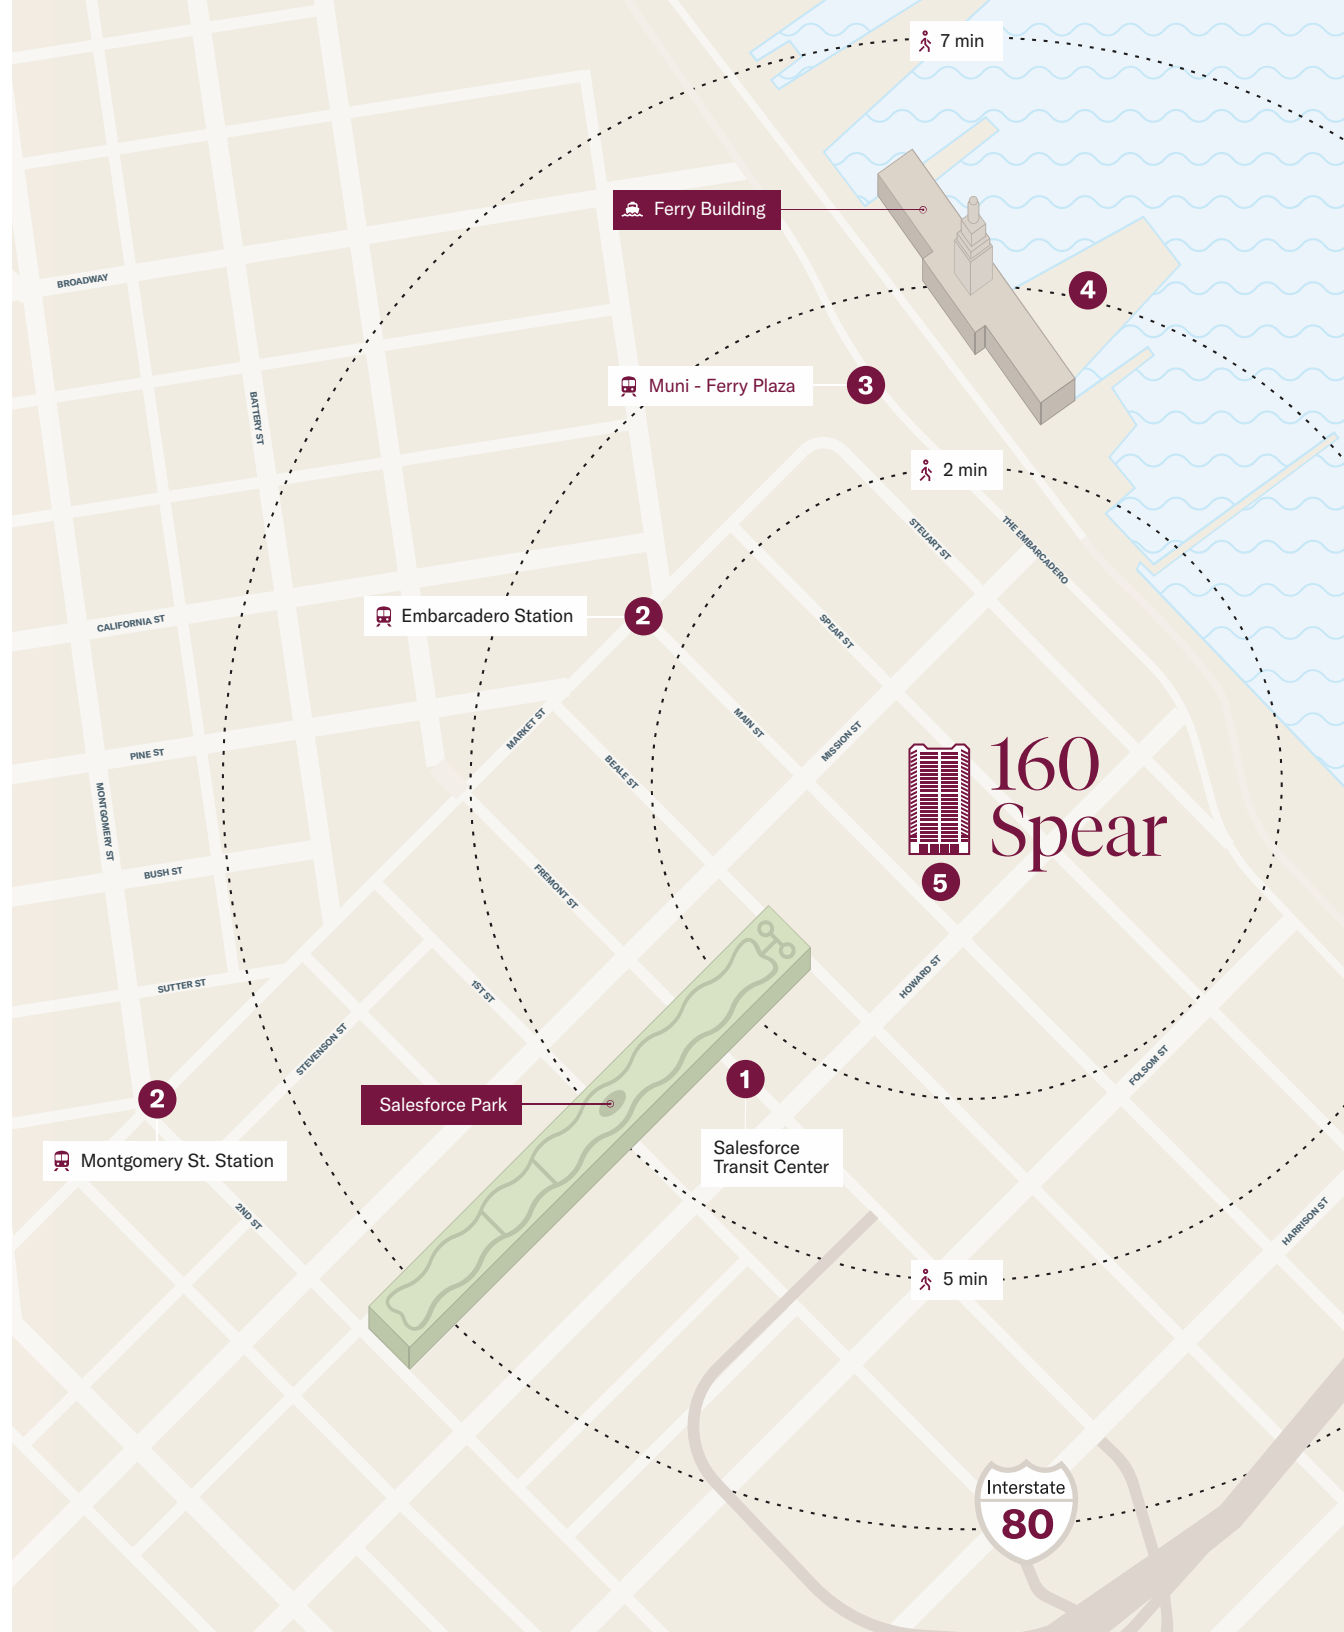 7 min
Ferry Building
BROADWAY
4
Muni - Ferry Plaza
3
BATTERY ST
2 min
STEUART ST
THE EMBARCADERO
Embarcadero Station
2
CALIFORNIA ST
SPEAR ST
MARKET ST
MAIN ST
MISSION ST
PINE ST
BEALE ST
160
Spear
MONTGOMERY ST
BUSH ST
FREMONT ST
5
SUTTER ST
1ST ST
HOWARD ST
STEVENSON ST
FOLSOM ST
2
1
Salesforce Park
Montgomery St. Station
Salesforce
Transit Center
2ND ST
HARRISON ST
5 min
Interstate
80